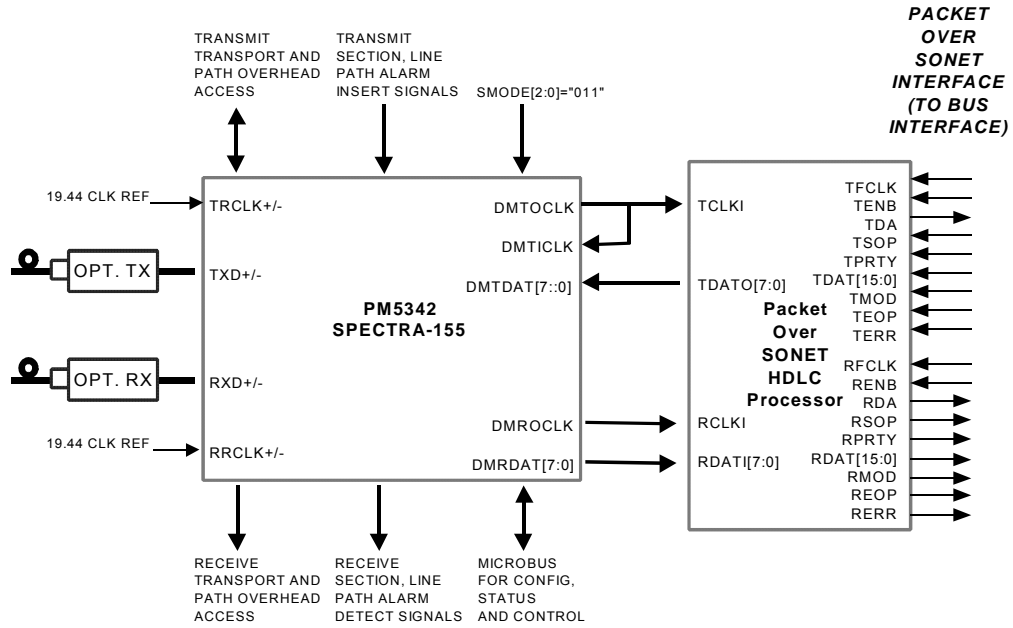 PACKET
OVER
SONET
INTERFACE
(TO BUS
INTERFACE)
TRANSMIT
TRANSPORT AND
PATH OVERHEAD
ACCESS
TRANSMIT
SECTION, LINE
PATH ALARM
INSERT SIGNALS
SMODE[2:0]="011"
19.44 CLK REF
OPT. TX
OPT. RX
19.44 CLK REF
TRCLK+/-
TXD+/-
RXD+/-
RRCLK+/-
PM5342
SPECTRA-155
DMTOCLK
DMTICLK
DMTDAT[7::0]
DMROCLK
DMRDAT[7:0]
TCLKI
TDATO[7:0]
RCLKI
RDATI[7:0]
Packet
Over
SONET
HDLC
Processor
TFCLK
TENB
TDA
TSOP
TPRTY
TDAT[15:0]
TMOD
TEOP
TERR
RFCLK
RENB
RDA
RSOP
RPRTY
RDAT[15:0]
RMOD
REOP
RERR
RECEIVE
TRANSPORT AND
PATH OVERHEAD
ACCESS
RECEIVE
SECTION, LINE
PATH ALARM
DETECT SIGNALS
MICROBUS
FOR CONFIG,
STATUS
AND CONTROL